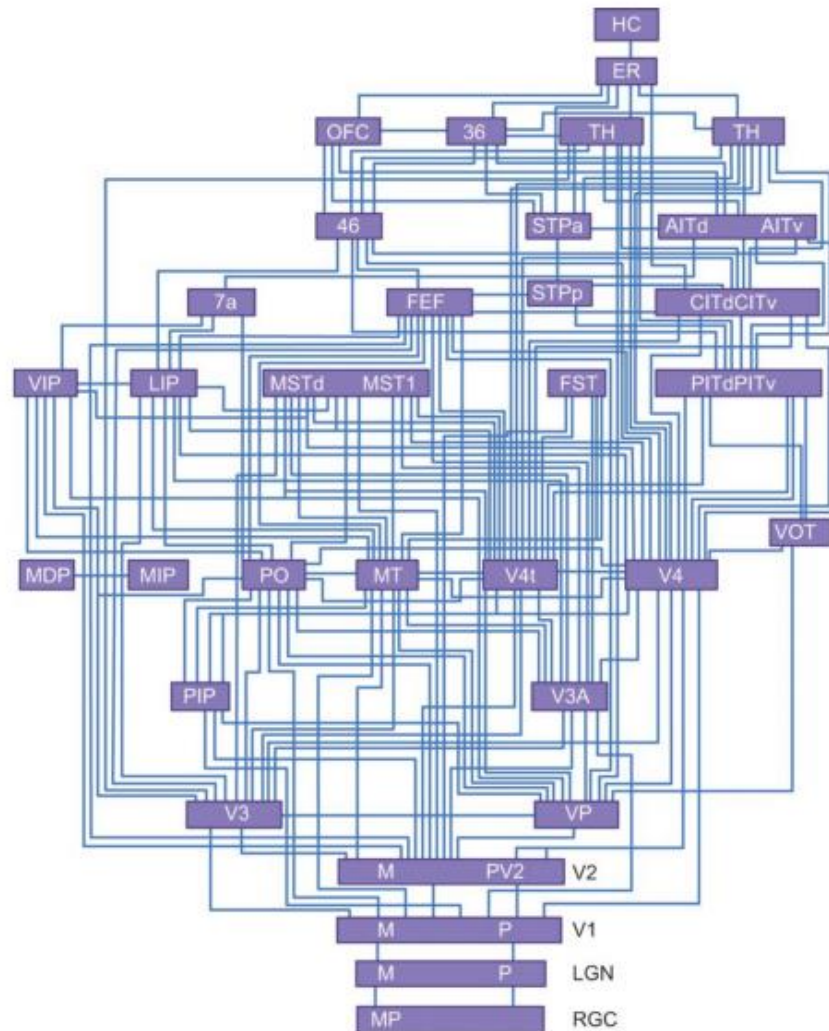 HC
ER
OFC 36 TH TH
46 STPa AITd AITv
7a FEF STPp CITdCITv
VIP LIP MSTd MST1 FST PITdPITv
VOT
MDP MIP PO MT V4t V4
PIP V3A
V3 VP
M PV2 V2
M P V1
M P LGN
MP RGC